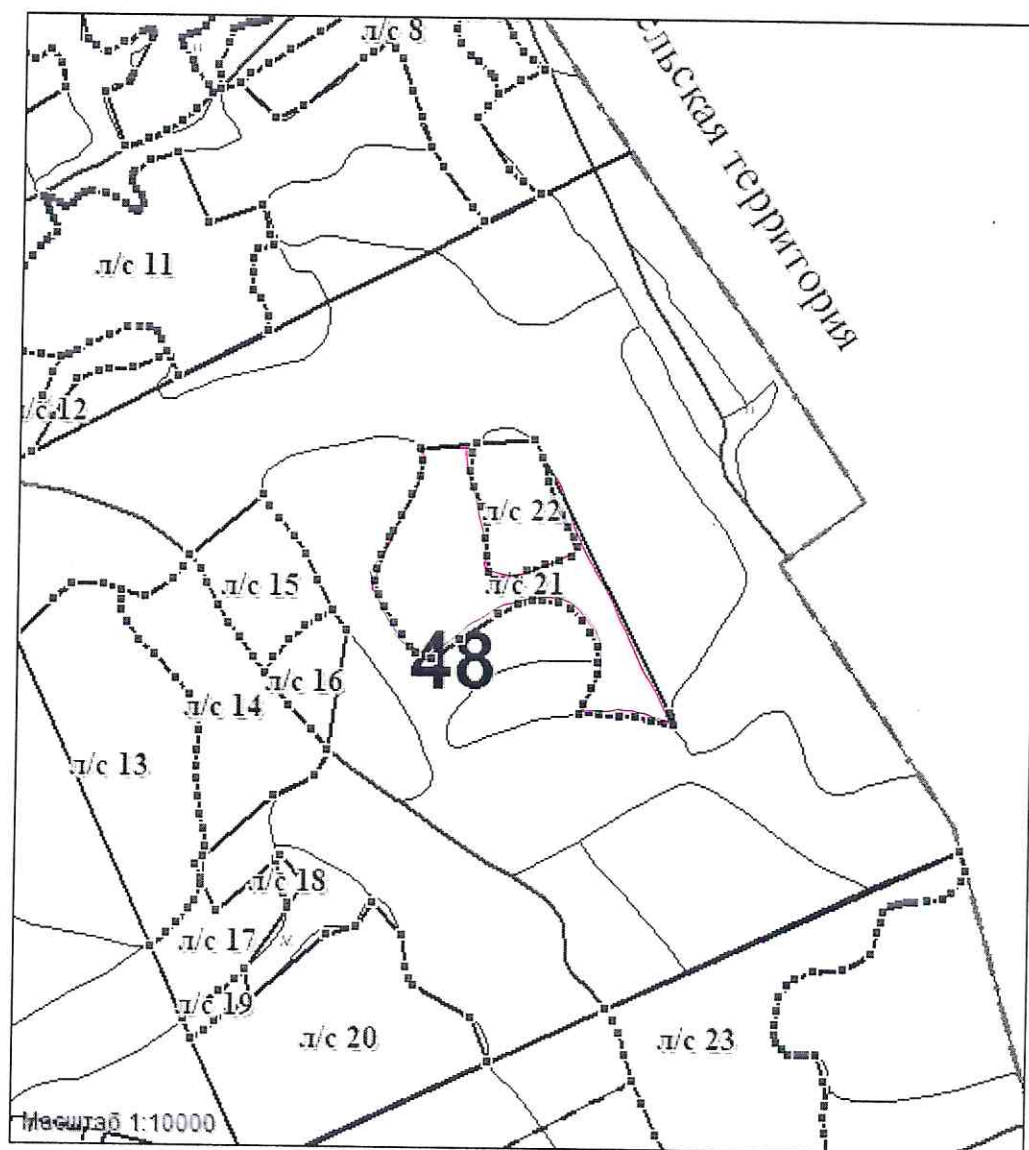 л/с 8
ельская территория
л/с 11
л/с 12
л/с 22
л/с 15
л/с 21
48
л/с 16
л/с 14
л/с 13
л/с 18
л/с 17
л/с 19
л/с 20
л/с 23
Масштаб 1:10000